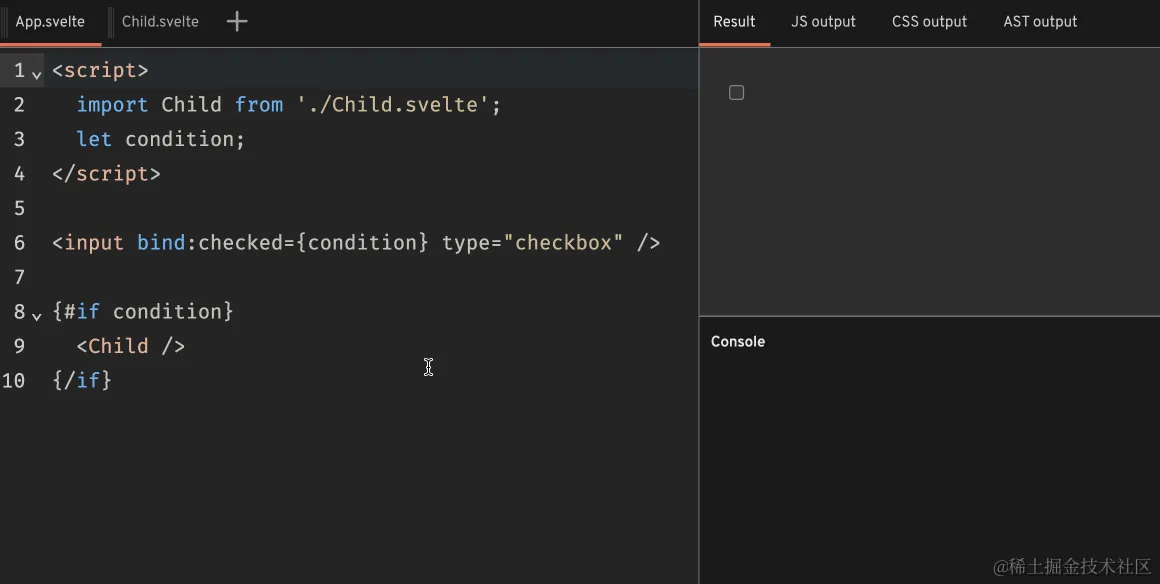 App.svelte Child.svelte +
Result JS output CSS output AST output
1 <script>
2 import Child from './Child.svelte';
3 let condition;
4 </script>
5
6 <input bind:checked={condition} type="checkbox" />
7
8 {#if condition}
9 <Child />
10 {/if}
Console
@稀土掘金技术社区